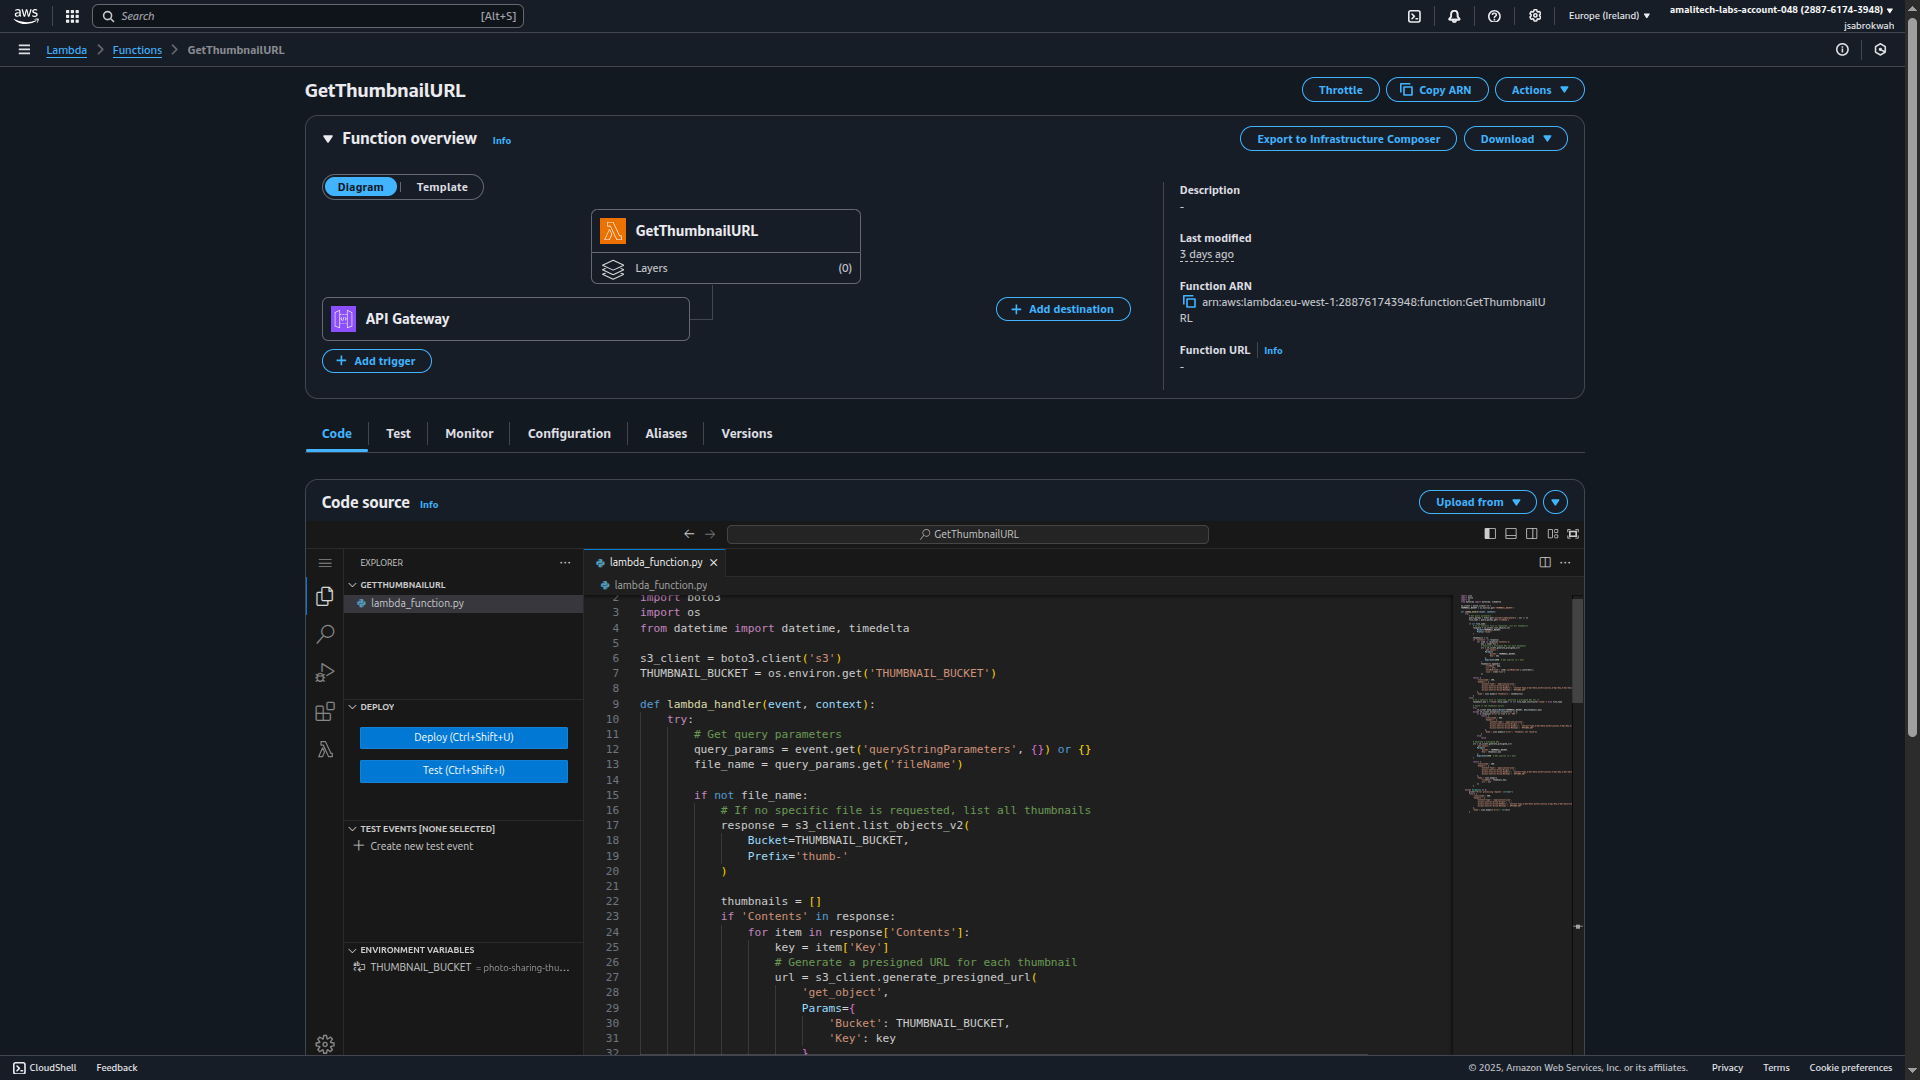 aws
Search
[Alt+S]
Europe (Ireland)
amalitech-labs-account-048 (2887-6174-3948)
jsabrokwah
Lambda
Functions
GetThumbnailURL
GetThumbnailURL
Throttle
Copy ARN
Actions
Function overview
Info
Export to Infrastructure Composer
Download
Diagram
Template
GetThumbnailURL
Layers
(0)
API Gateway
Add trigger
Add destination
Description
-
Last modified
3 days ago
Function ARN
arn:aws:lambda:eu-west-1:288761743948:function:GetThumbnailU
RL
Function URL
Info
-
Code
Test
Monitor
Configuration
Aliases
Versions
Code source
Info
Upload from
GetThumbnailURL
EXPLORER
GETTHUMBNAILURL
lambda_function.py
DEPLOY
Deploy (Ctrl+Shift+U)
Test (Ctrl+Shift+I)
TEST EVENTS [NONE SELECTED]
Create new test event
ENVIRONMENT VARIABLES
THUMBNAIL_BUCKET = photo-sharing-thu...
lambda_function.py
lambda_function.py
2 import boto3
3 import os
4 from datetime import datetime, timedelta
5
6 s3_client = boto3.client('s3')
7 THUMBNAIL_BUCKET = os.environ.get('THUMBNAIL_BUCKET')
8
9 def lambda_handler(event, context):
10 try:
11 # Get query parameters
12 query_params = event.get('queryStringParameters', {}) or {}
13 file_name = query_params.get('fileName')
14
15 if not file_name:
16 # If no specific file is requested, list all thumbnails
17 response = s3_client.list_objects_v2(
18 Bucket=THUMBNAIL_BUCKET,
19 Prefix='thumb-'
20 )
21
22 thumbnails = []
23 if 'Contents' in response:
24 for item in response['Contents']:
25 key = item['Key']
26 # Generate a presigned URL for each thumbnail
27 url = s3_client.generate_presigned_url(
28 'get_object',
29 Params={
30 'Bucket': THUMBNAIL_BUCKET,
31 'Key': key
32 }
CloudShell
Feedback
© 2025, Amazon Web Services, Inc. or its affiliates.
Privacy
Terms
Cookie preferences